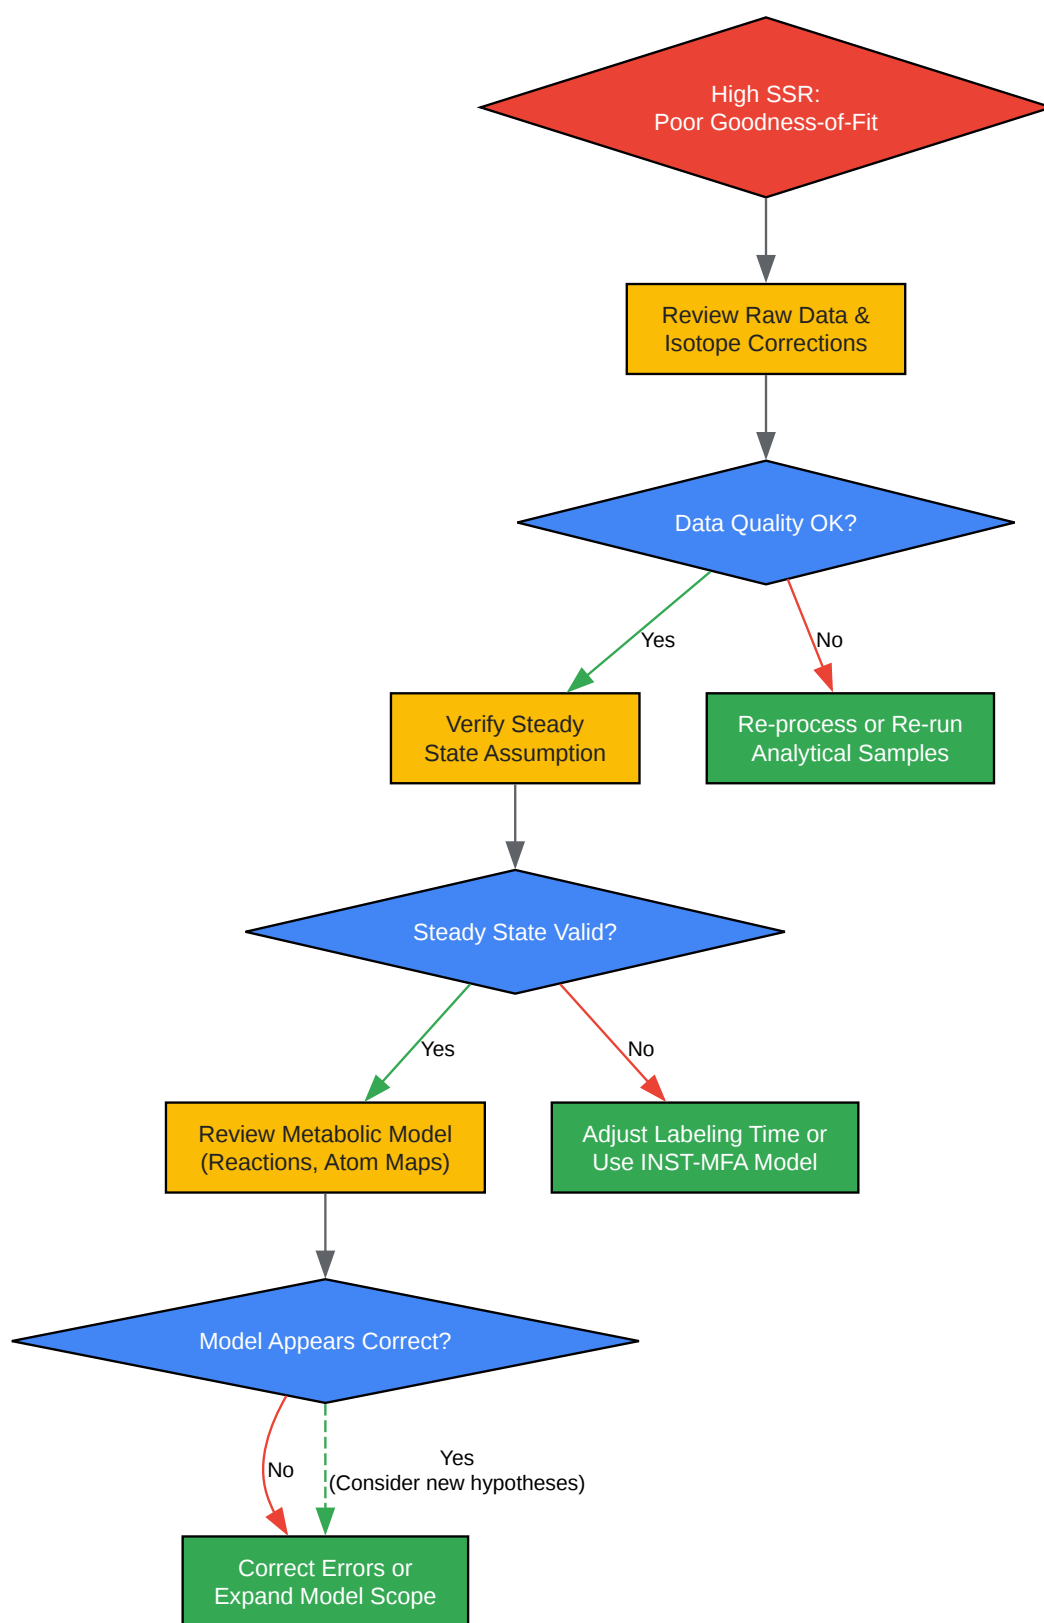 High SSR:
Poor Goodness-of-Fit
Review Raw Data &
Isotope Corrections
Data Quality OK?
Yes
No
Verify Steady
State Assumption
Re-process or Re-run
Analytical Samples
Steady State Valid?
Yes
No
Review Metabolic Model
(Reactions, Atom Maps)
Adjust Labeling Time or
Use INST-MFA Model
Model Appears Correct?
No
Yes
(Consider new hypotheses)
Correct Errors or
Expand Model Scope